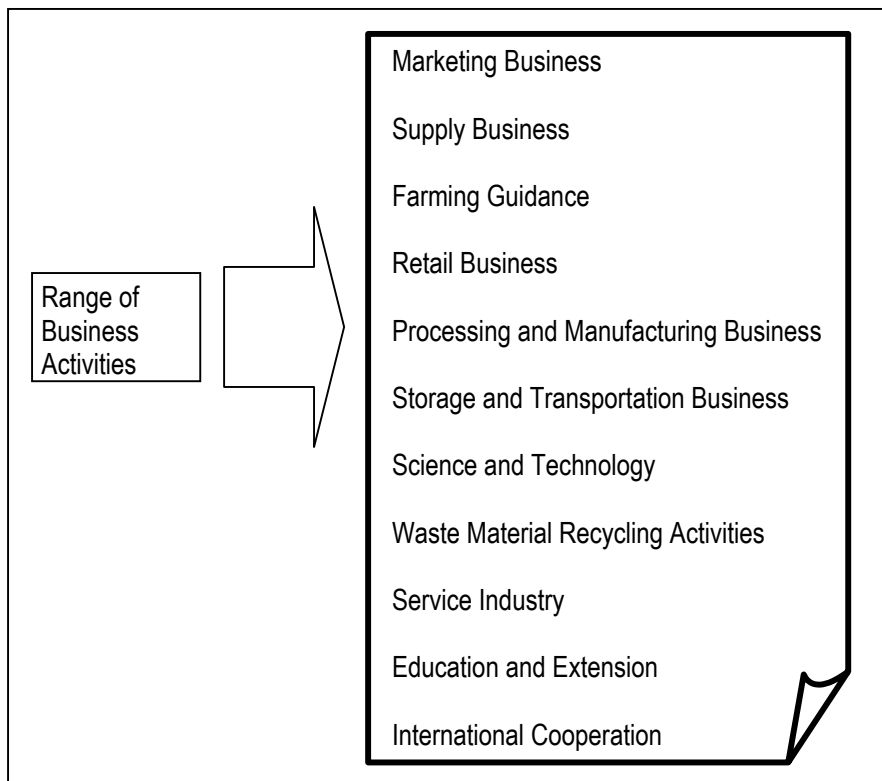 Range of
Business
Activities
Marketing Business
Supply Business
Farming Guidance
Retail Business
Processing and Manufacturing Business
Storage and Transportation Business
Science and Technology
Waste Material Recycling Activities
Service Industry
Education and Extension
International Cooperation